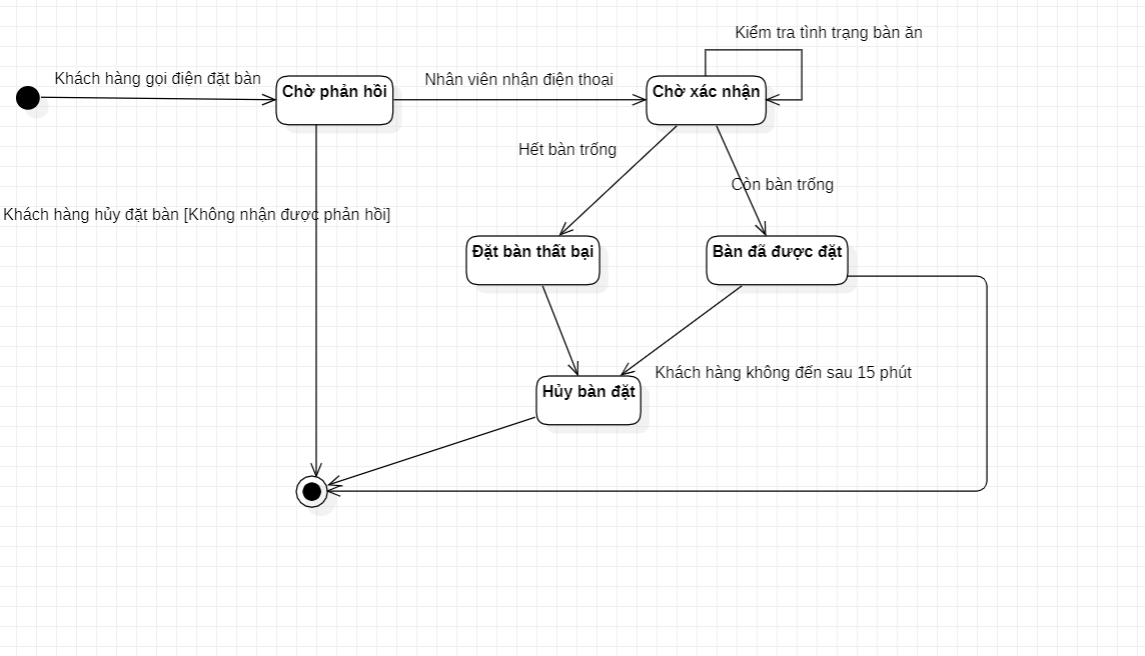 Kiểm tra tình trạng bàn ăn
Khách hàng gọi điện đặt bàn
Chờ phản hồi
Nhân viên nhận điện thoại
Chờ xác nhận
Hết bàn trống
Còn bàn trống
Khách hàng hủy đặt bàn [Không nhận được phản hồi]
Đặt bàn thất bại
Bàn đã được đặt
Khách hàng không đến sau 15 phút
Hủy bàn đặt